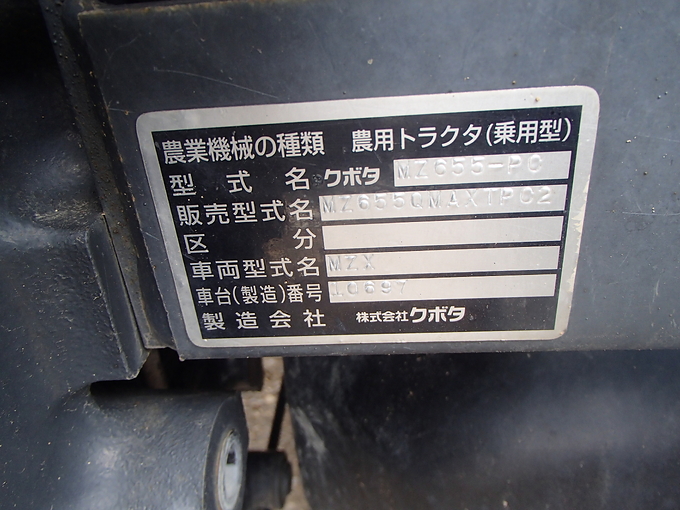 農業機械の種類 農用トラクタ(乗用型)
型式名 クボタ MZ655-PC
販売型式名 MZ655QMAX1PC2
区分
車両型式名 MZX
車台(製造)番号 10697
製造会社 株式会社クボタ